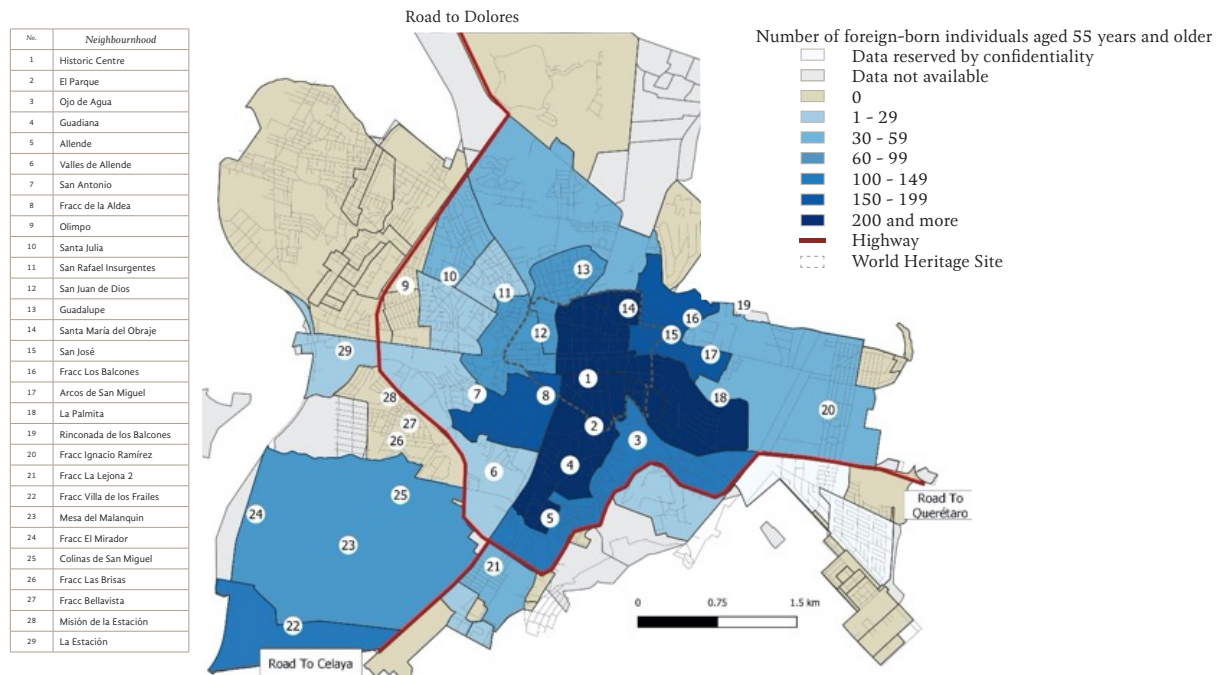 Road to Dolores
No. Neighbournhood
1 Historic Centre
2 El Parque
3 Ojo de Agua
4 Guadiana
5 Allende
6 Valles de Allende
7 San Antonio
8 Fracc de la Aldea
9 Olimpo
10 Santa Julia
11 San Rafael Insurgentes
12 San Juan de Dios
13 Guadalupe
14 Santa María del Obraje
15 San José
16 Fracc Los Balcones
17 Arcos de San Miguel
18 La Palmita
19 Rinconada de los Balcones
20 Fracc Ignacio Ramírez
21 Fracc La Lejona 2
22 Fracc Villa de los Frailes
23 Mesa del Malanquin
24 Fracc El Mirador
25 Colinas de San Miguel
26 Fracc Las Brisas
27 Fracc Bellavista
28 Misión de la Estación
29 La Estación
Number of foreign-born individuals aged 55 years and older
Data reserved by confidentiality
Data not available
0
1 - 29
30 - 59
60 - 99
100 - 149
150 - 199
200 and more
Highway
World Heritage Site
13
10
9
11
14
19
16
12
15
29
17
1
28
7
8
18
20
27
2
26
3
6
4
25
24
5
23
21
22
Road To
Querétaro
0 0.75 1.5 km
Road To Celaya